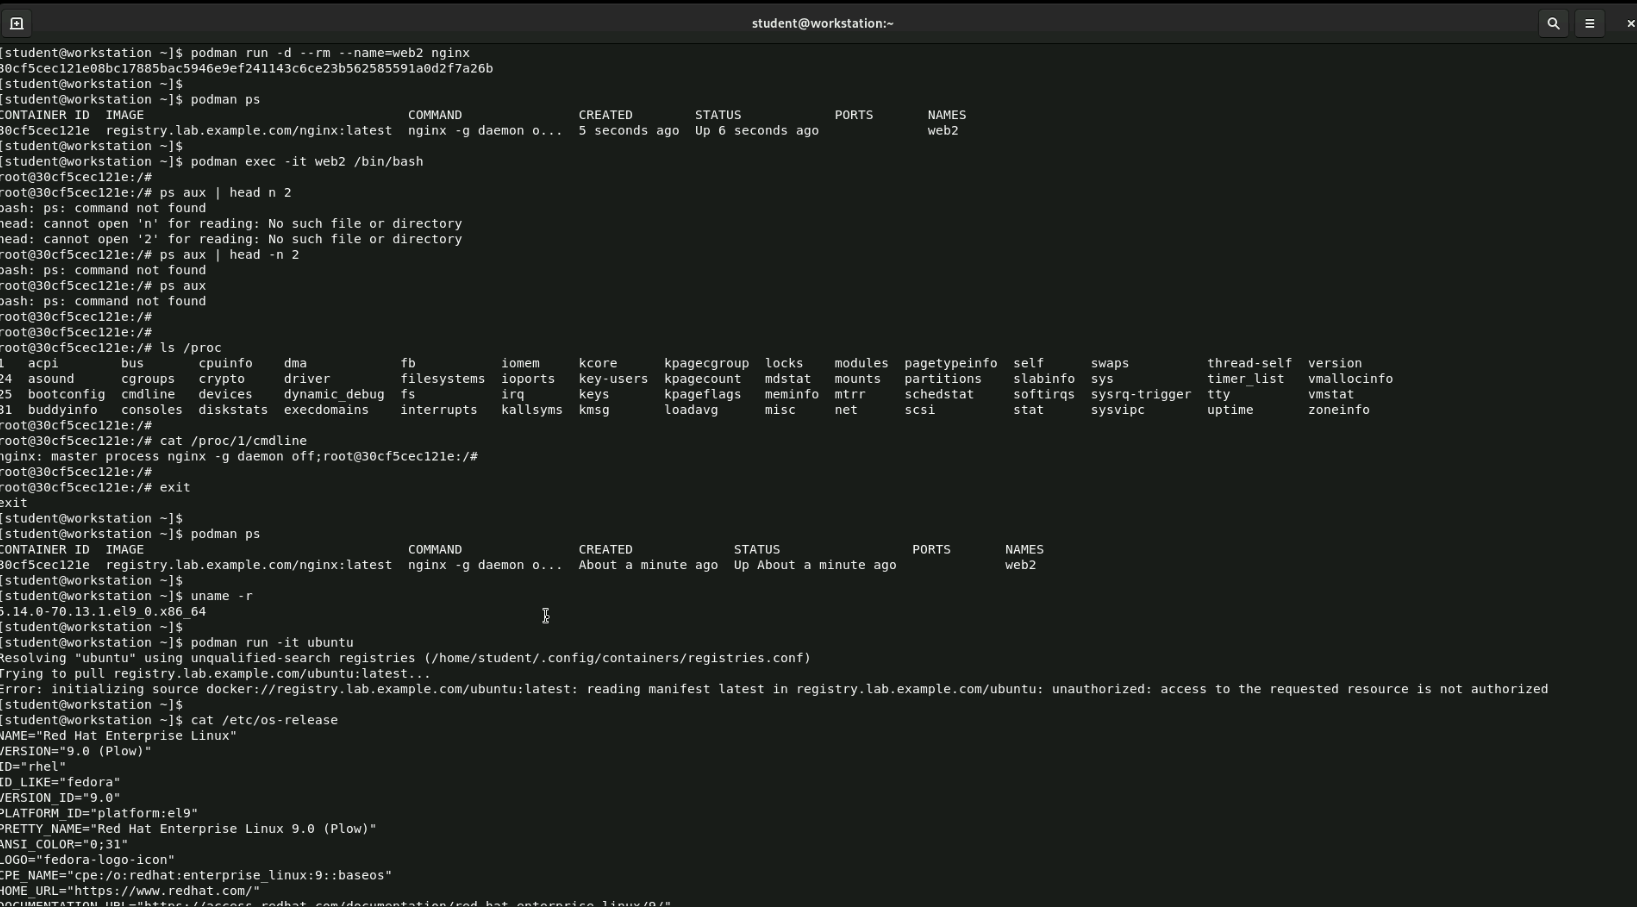 student@workstation:~
[student@workstation ~]$ podman run -d --rm --name=web2 nginx
30cf5cec121e08bc17885bac5946e9ef241143c6ce23b562585591a0d2f7a26b
[student@workstation ~]$
[student@workstation ~]$ podman ps
CONTAINER ID  IMAGE                                COMMAND               CREATED        STATUS            PORTS       NAMES
30cf5cec121e  registry.lab.example.com/nginx:latest  nginx -g daemon o...  5 seconds ago  Up 6 seconds ago              web2
[student@workstation ~]$
[student@workstation ~]$ podman exec -it web2 /bin/bash
root@30cf5cec121e:/#
root@30cf5cec121e:/# ps aux | head n 2
bash: ps: command not found
head: cannot open 'n' for reading: No such file or directory
head: cannot open '2' for reading: No such file or directory
root@30cf5cec121e:/# ps aux | head -n 2
bash: ps: command not found
root@30cf5cec121e:/# ps aux
bash: ps: command not found
root@30cf5cec121e:/#
root@30cf5cec121e:/#
root@30cf5cec121e:/# ls /proc
1   acpi        bus       cpuinfo    dma            fb           iomem     kcore      kpagecgroup  locks    modules  pagetypeinfo  self      swaps          thread-self  version
24  asound      cgroups   crypto     driver         filesystems  ioports   key-users  kpagecount   mdstat   mounts   partitions    slabinfo  sys            timer_list   vmallocinfo
25  bootconfig  cmdline   devices    dynamic_debug  fs           irq       keys       kpageflags   meminfo  mtrr     schedstat     softirqs  sysrq-trigger  tty          vmstat
31  buddyinfo   consoles  diskstats  execdomains    interrupts   kallsyms  kmsg       loadavg      misc     net      scsi          stat      sysvipc        uptime       zoneinfo
root@30cf5cec121e:/#
root@30cf5cec121e:/# cat /proc/1/cmdline
nginx: master process nginx -g daemon off;root@30cf5cec121e:/#
root@30cf5cec121e:/#
root@30cf5cec121e:/# exit
exit
[student@workstation ~]$
[student@workstation ~]$ podman ps
CONTAINER ID  IMAGE                                COMMAND               CREATED             STATUS                 PORTS       NAMES
30cf5cec121e  registry.lab.example.com/nginx:latest  nginx -g daemon o...  About a minute ago  Up About a minute ago              web2
[student@workstation ~]$
[student@workstation ~]$ uname -r
5.14.0-70.13.1.el9_0.x86_64
[student@workstation ~]$
[student@workstation ~]$ podman run -it ubuntu
Resolving "ubuntu" using unqualified-search registries (/home/student/.config/containers/registries.conf)
Trying to pull registry.lab.example.com/ubuntu:latest...
Error: initializing source docker://registry.lab.example.com/ubuntu:latest: reading manifest latest in registry.lab.example.com/ubuntu: unauthorized: access to the requested resource is not authorized
[student@workstation ~]$
[student@workstation ~]$ cat /etc/os-release
NAME="Red Hat Enterprise Linux"
VERSION="9.0 (Plow)"
ID="rhel"
ID_LIKE="fedora"
VERSION_ID="9.0"
PLATFORM_ID="platform:el9"
PRETTY_NAME="Red Hat Enterprise Linux 9.0 (Plow)"
ANSI_COLOR="0;31"
LOGO="fedora-logo-icon"
CPE_NAME="cpe:/o:redhat:enterprise_linux:9::baseos"
HOME_URL="https://www.redhat.com/"
DOCUMENTATION_URL="https://access.redhat.com/documentation/red_hat_enterprise_linux/9/"